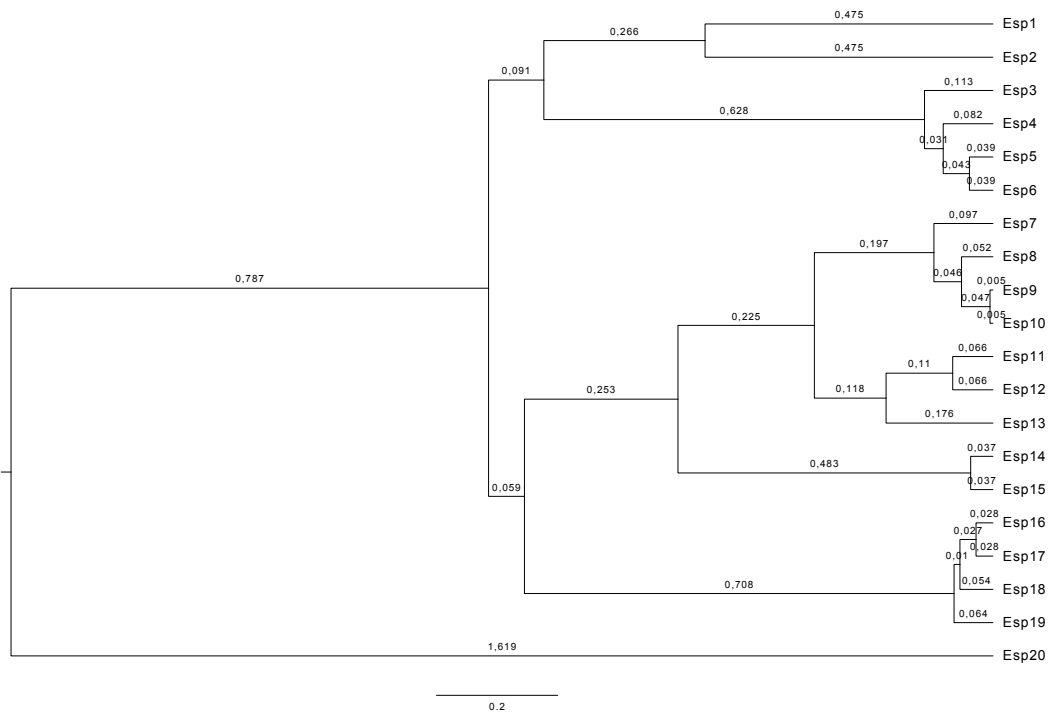 0,475 Esp1
0,266
0,475 Esp2
0,091
0,113 Esp3
0,628
0,082 Esp4
0,031
0,039 Esp5
0,043
0,039 Esp6
0,097 Esp7
0,197
0,052 Esp8
0,046
0,787
0,005 Esp9
0,047
0,005 Esp10
0,225
0,066 Esp11
0,11
0,066 Esp12
0,253
0,118
0,176 Esp13
0,037 Esp14
0,483
0,037 Esp15
0,059
0,028 Esp16
0,027
0,028 Esp17
0,01
0,054 Esp18
0,708
0,064 Esp19
1,619 Esp20
0.2